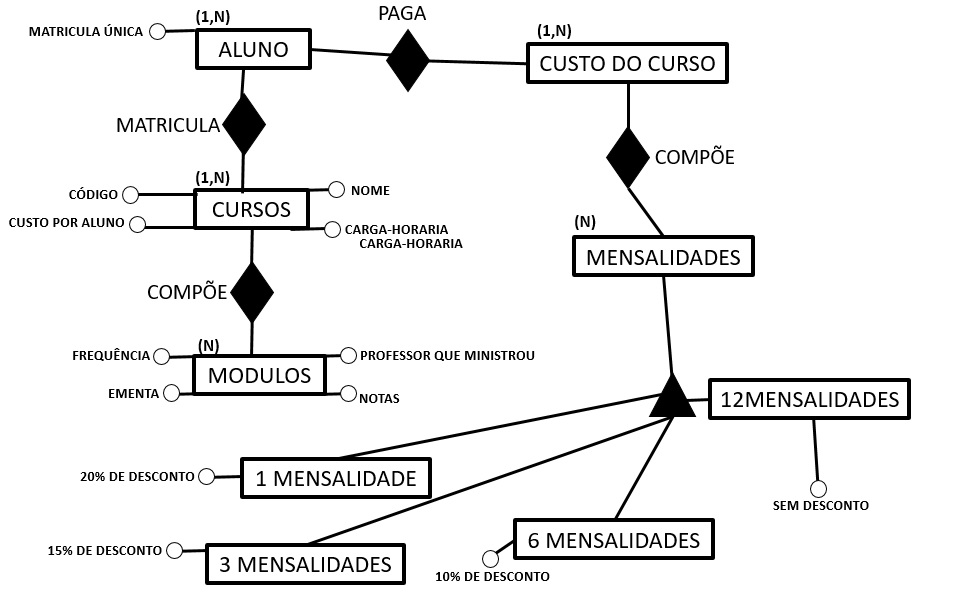 PAGA
(1,N)
MATRICULA ÚNICA
ALUNO
(1,N)
CUSTO DO CURSO
MATRICULA
COMPÕE
(1,N)
CÓDIGO
NOME
CURSOS
CUSTO POR ALUNO
CARGA-HORARIA
CARGA-HORARIA
(N)
MENSALIDADES
COMPÕE
(N)
FREQUÊNCIA
PROFESSOR QUE MINISTROU
MODULOS
EMENTA
NOTAS
12MENSALIDADES
20% DE DESCONTO
1 MENSALIDADE
SEM DESCONTO
15% DE DESCONTO
3 MENSALIDADES
6 MENSALIDADES
10% DE DESCONTO